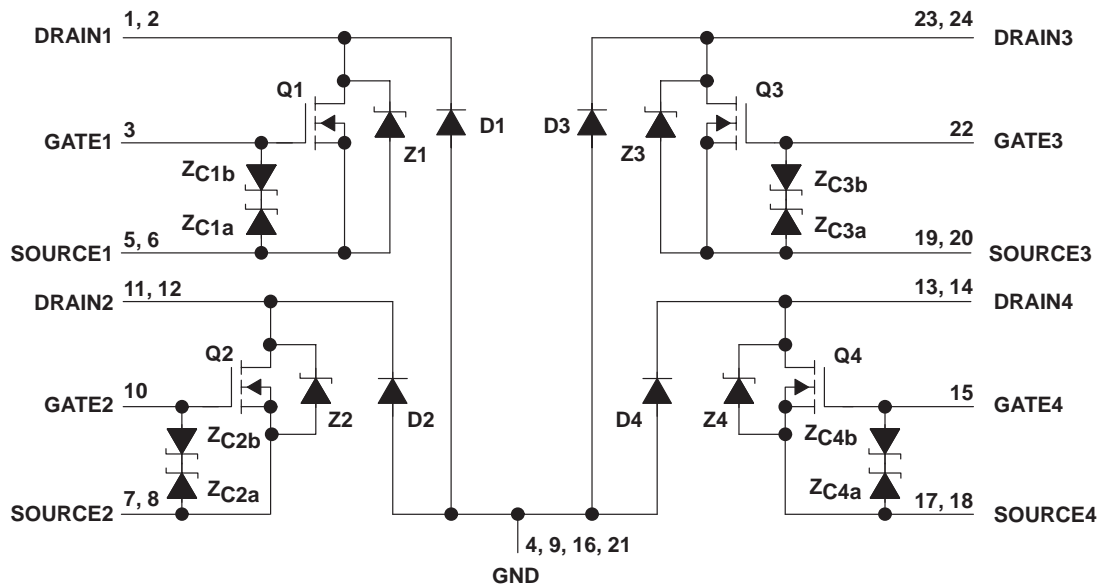 1, 2
23, 24
DRAIN1
DRAIN3
Q1
Q3
D1
D3
3
22
GATE1
GATE3
Z1
Z3
ZC1b
ZC3b
ZC1a
ZC3a
5, 6
19, 20
SOURCE1
SOURCE3
11, 12
13, 14
DRAIN2
DRAIN4
Q2
Q4
10
15
GATE2
GATE4
Z2
D2
D4
Z4
ZC2b
ZC4b
ZC2a
ZC4a
7, 8
17, 18
SOURCE2
SOURCE4
4, 9, 16, 21
GND